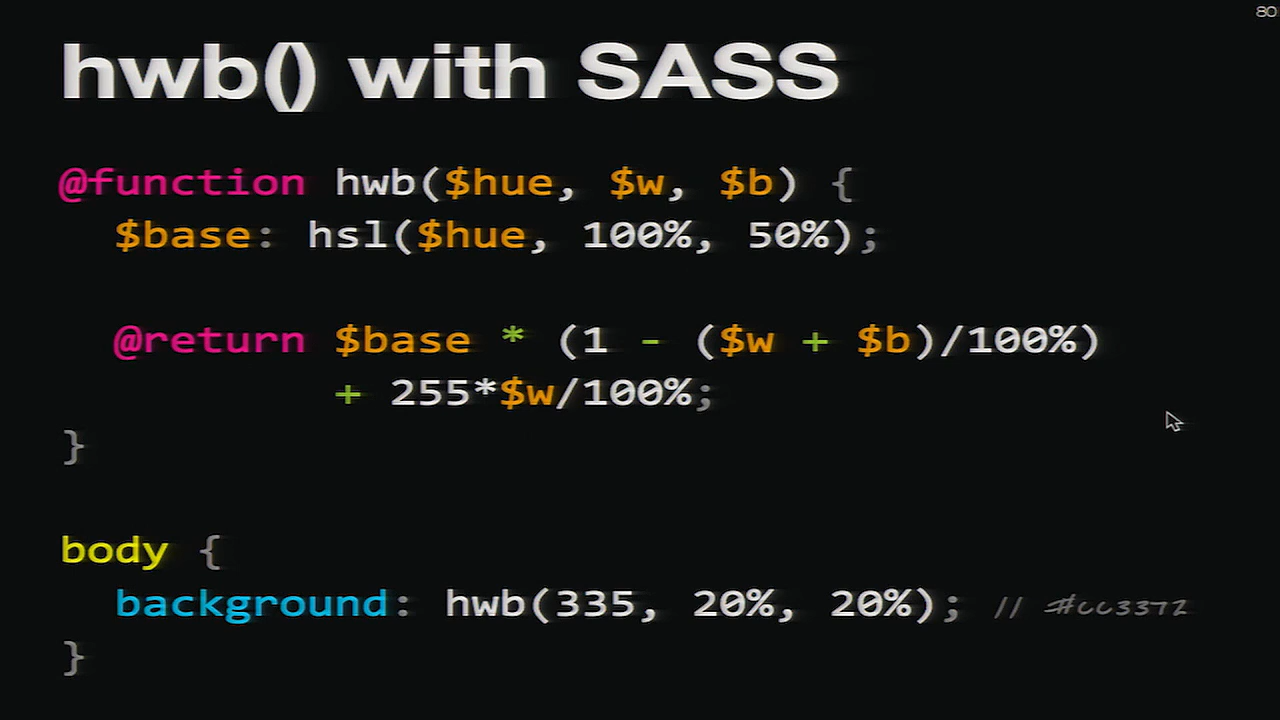 80
hwb() with SASS
@function hwb($hue, $w, $b) {
$base: hsl($hue, 100%, 50%);
@return $base * (1 - ($w + $b)/100%)
+ 255*$w/100%;
}
body {
background: hwb(335, 20%, 20%); // #cc3372
}